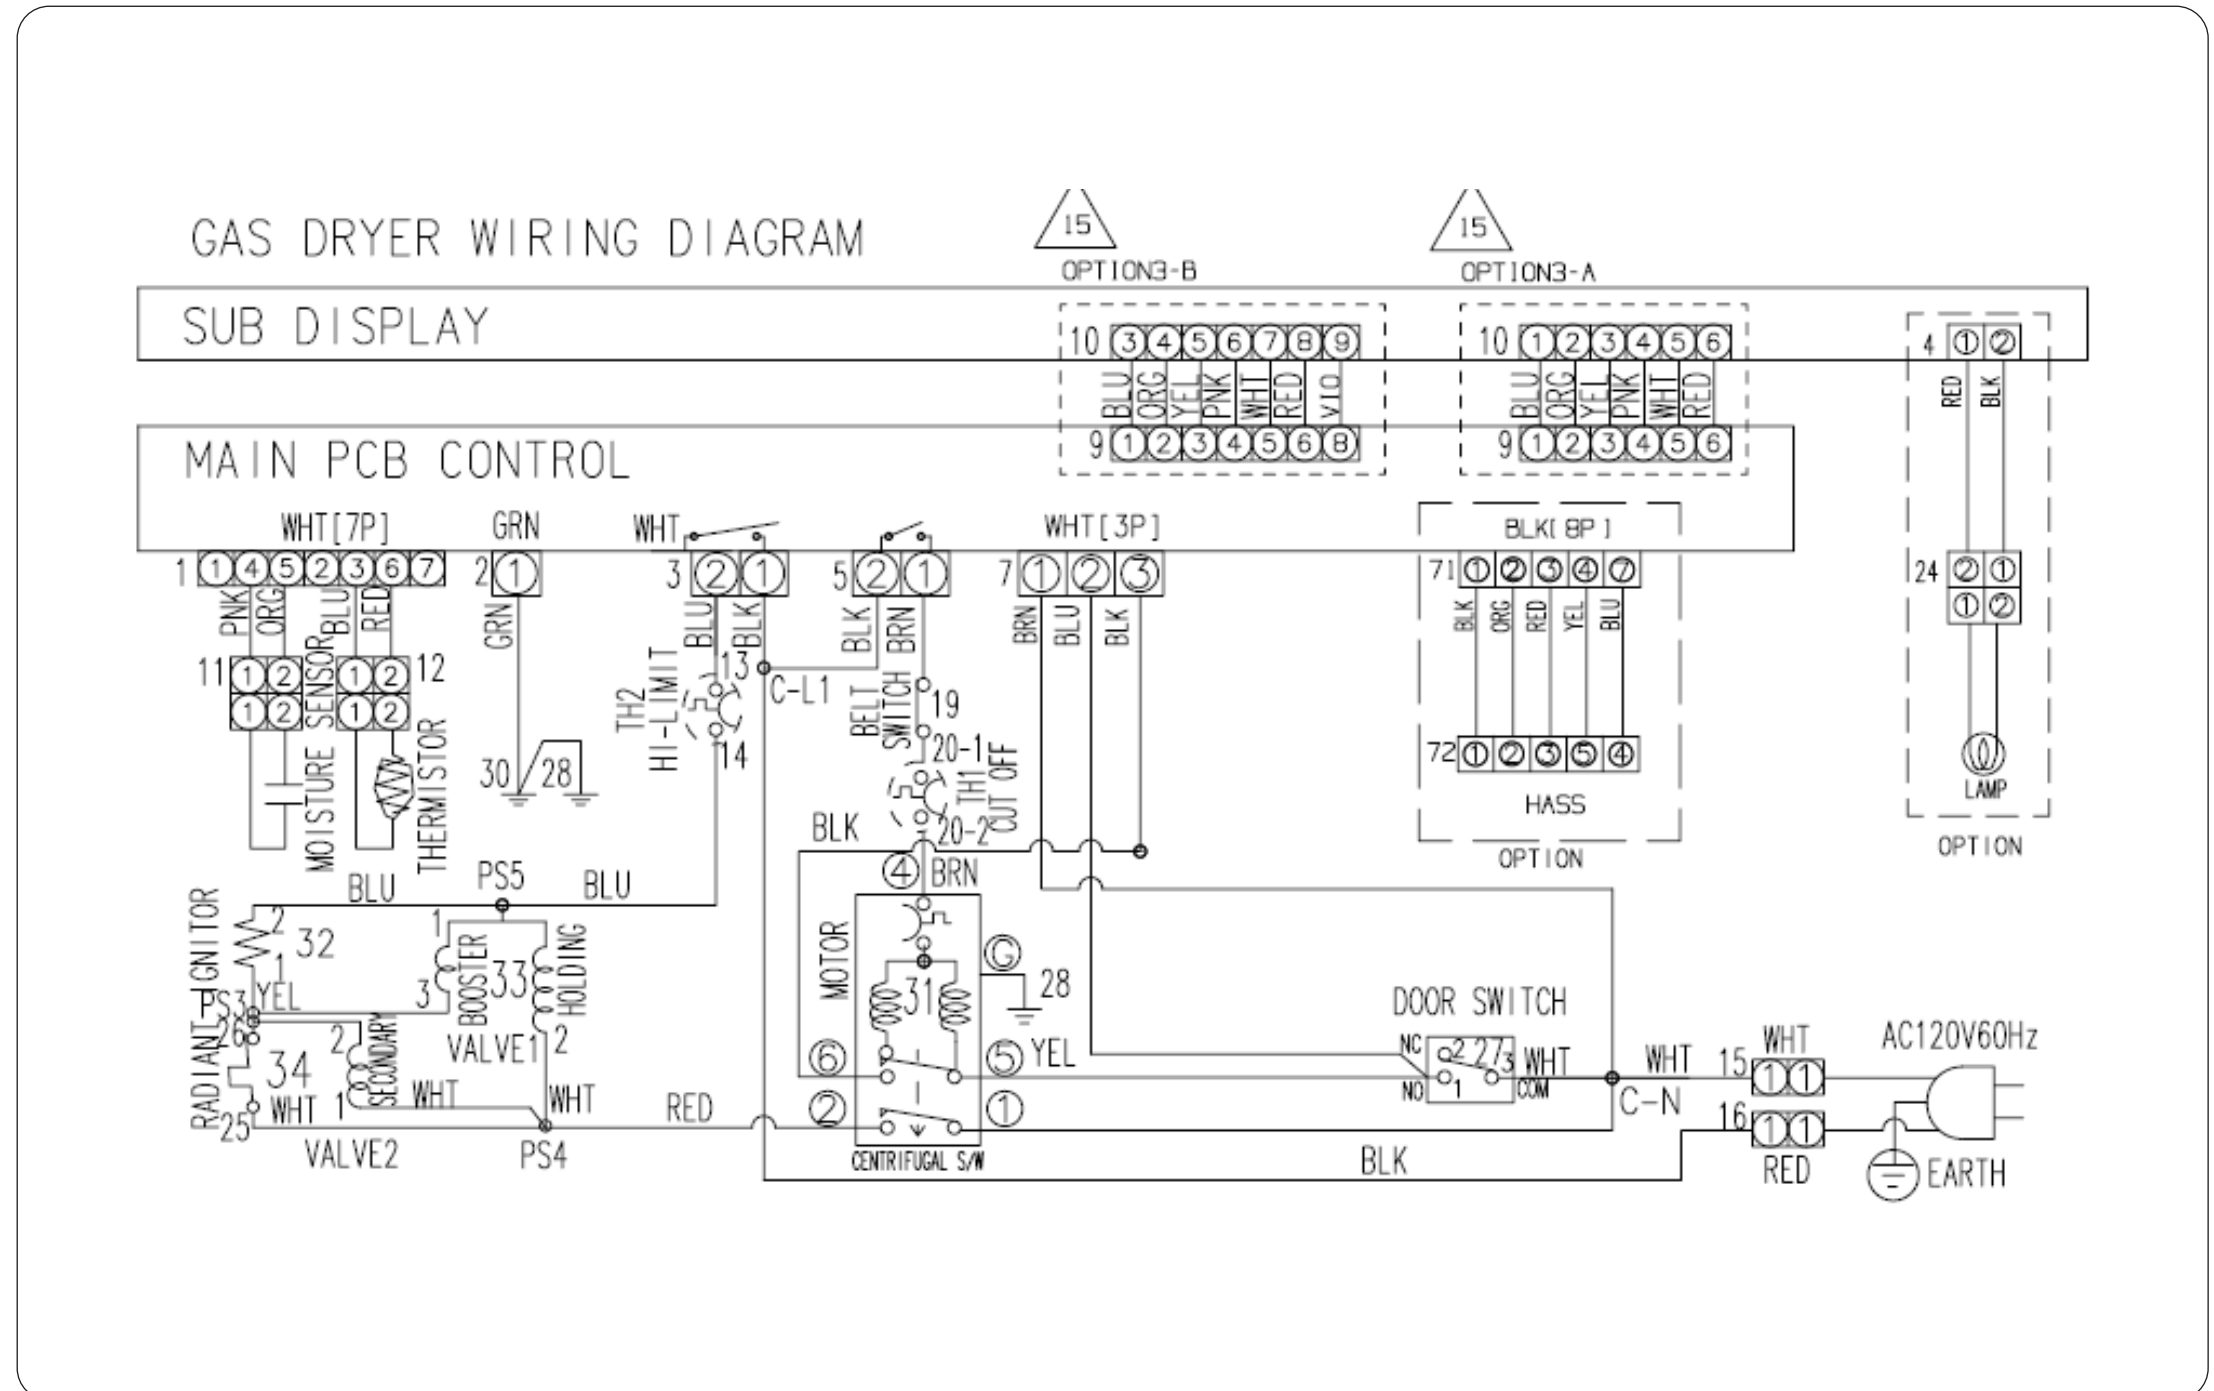 15 15
OPTION3-B OPTION3-A
GAS DRYER WIRING DIAGRAM
SUB DISPLAY
10 3 4 5 6 7 8 9
10 1 2 3 4 5 6
4 1 2
BLU ORG YEL PNK WHT RED VIO
BLU ORG YEL PNK WHT RED
RED BLK
9 1 2 3 4 5 6 8
9 1 2 3 4 5 6
MAIN PCB CONTROL
WHT[7P] GRN WHT WHT[3P] BLK[8P]
1 1 4 5 2 3 6 7
2 1
3 2 1
5 2 1
7 1 2 3
71 1 2 3 4 7
24 2 1
1 2
PNK ORG BLU RED
GRN
BLU BLK
BLK BRN
BRN BLU BLK
BLK ORG RED YEL BLU
11 1 2
1 2
MOISTURE SENSOR
1 2 12
1 2
THERMISTOR
30 28
TH2
HI-LIMIT
13
14
C-L1
BELT
SWITCH
19
20-1
TH1
CUT OFF
20-2
72 1 2 3 5 4
HASS
OPTION
LAMP
OPTION
BLK
4 BRN
BLU PS5 BLU
RADIANT IGNITOR
2
32
1
PS3 YEL
26
34
25
WHT
2
SECONDARY
1
WHT
VALVE2
1
BOOSTER
3
33
HOLDING
VALVE1 2
WHT
PS4
RED
MOTOR
31
G
28
6
5 YEL
2
1
CENTRIFUGAL S/W
DOOR SWITCH
NC 2 27 3 WHT
NO 1 COM
WHT
C-N
15 WHT
1 1
16
1 1
RED
BLK
AC120V60Hz
EARTH